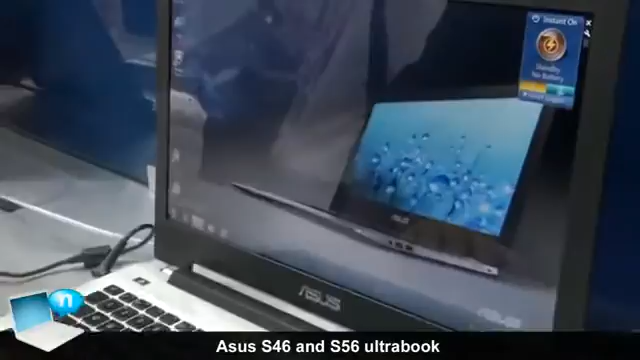 Instant On
Standby
No Battery
ASUS
ASUS
n
Asus S46 and S56 ultrabook